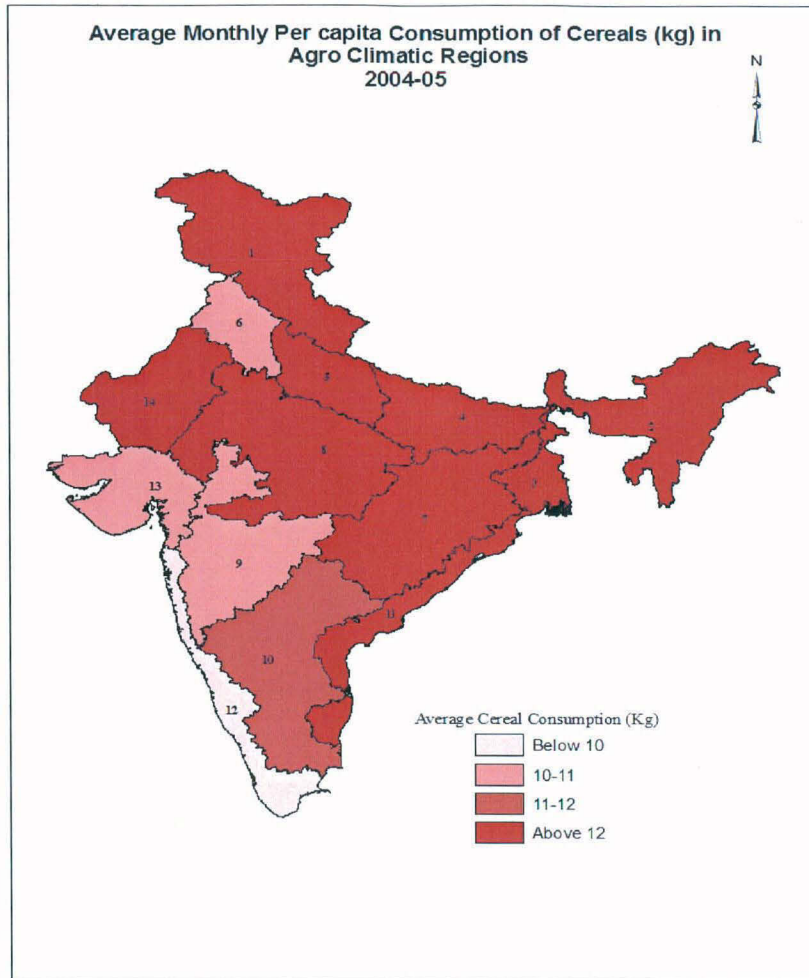 Average Monthly Per capita Consumption of Cereals (kg) in
Agro Climatic Regions
2004-05
N
1
6
5
14
4
2
8
3
13
7
9
11
10
12
Average Cereal Consumption (Kg)
Below 10
10-11
11-12
Above 12